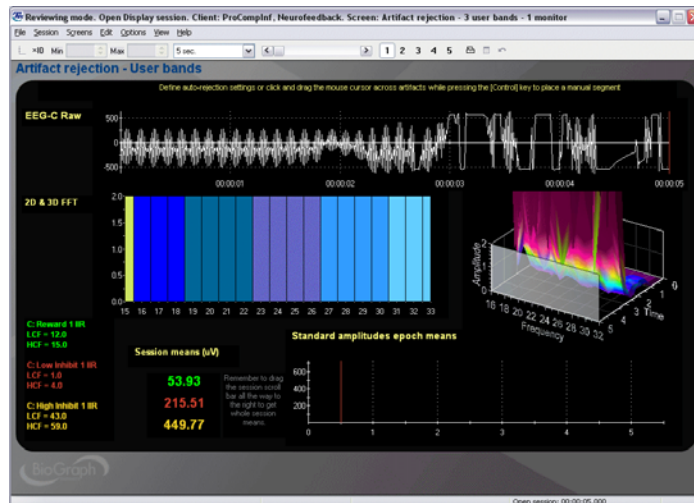 Reviewing mode. Open Display session. Client: ProCompInf, Neurofeedback. Screen: Artifact rejection - 3 user bands - 1 monitor
File Session Screens Edit Options View Help
=|0 Min Max 5 sec. 1 2 3 4 5
Artifact rejection - User bands
Define auto-rejection settings or click and drag the mouse cursor across artifacts while pressing the [Control] key to place a manual segment
EEG-C Raw
500
0
-500
00:00:01 00:00:02 00:00:03 00:00:04 00:00:05
2D & 3D FFT
2.0
1.5
1.0
0.5
0.0
15 16 17 18 19 20 21 22 23 24 25 26 27 28 29 30 31 32 33
Amplitude
2
1
0
16 18 20 22 24 26 28 30 32
Frequency
5 4 3 2 1 0
Time
C: Reward 1 IIR
LCF = 12.0
HCF = 15.0
C: Low Inhibit 1 IIR
LCF = 1.0
HCF = 4.0
C: High Inhibit 1 IIR
LCF = 43.0
HCF = 59.0
Session means (uV)
53.93
215.51
449.77
Remember to drag
the session scroll
bar all the way to
the right to get
whole session
means.
Standard amplitudes epoch means
600
400
200
0 1 2 3 4 5
BioGraph
Open session: 00:00:05.000